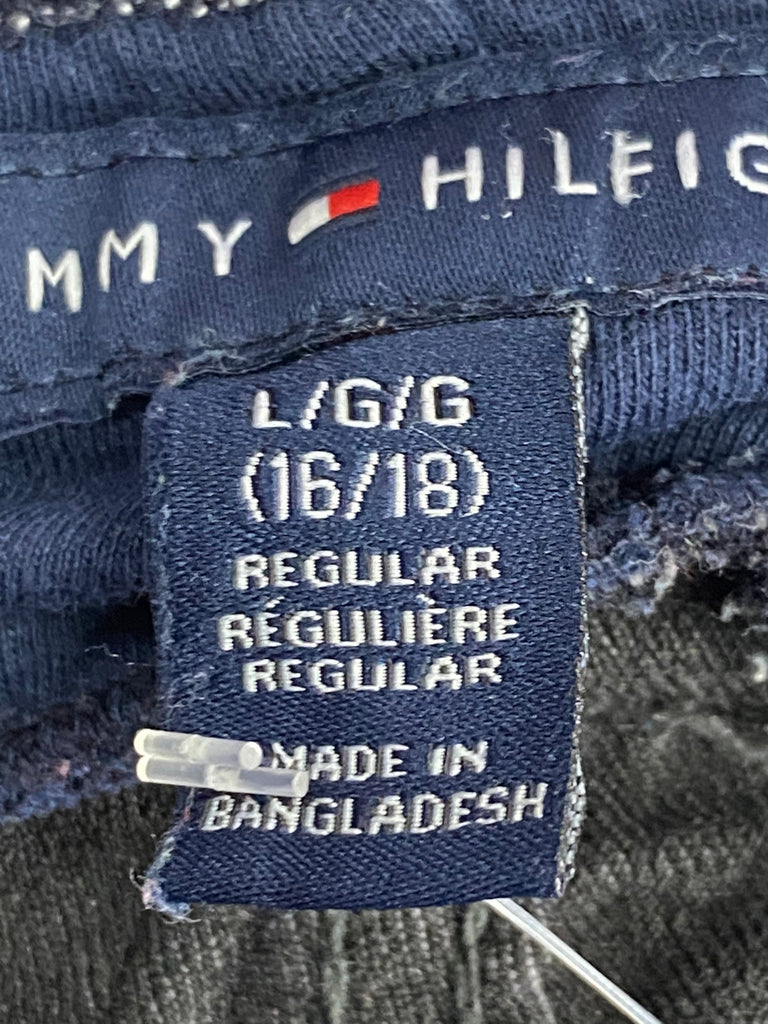 MMY HILFIG
L/G/G
(16/18)
REGULAR
RÉGULIÈRE
REGULAR
MADE IN
BANGLADESH